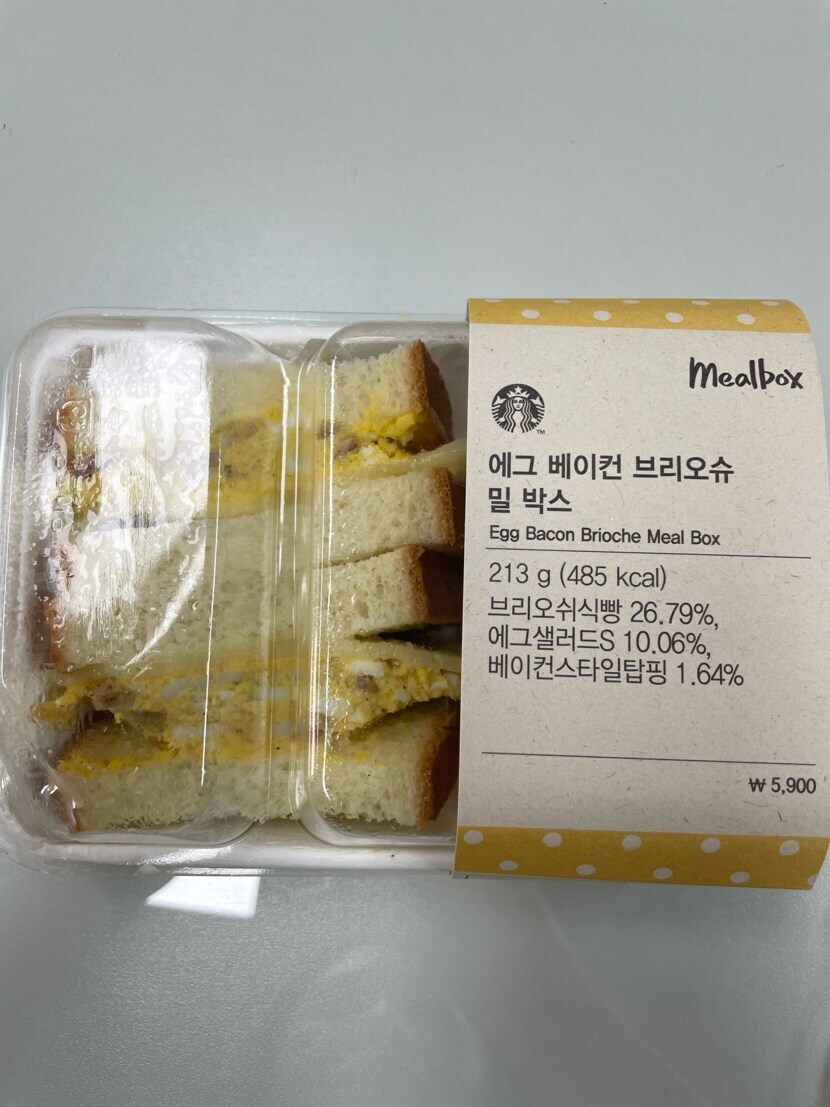 Mealbox
TM
에그 베이컨 브리오슈
밀 박스
Egg Bacon Brioche Meal Box
213 g (485 kcal)
브리오쉬식빵 26.79%,
에그샐러드S 10.06%,
베이컨스타일탑핑 1.64%
₩ 5,900